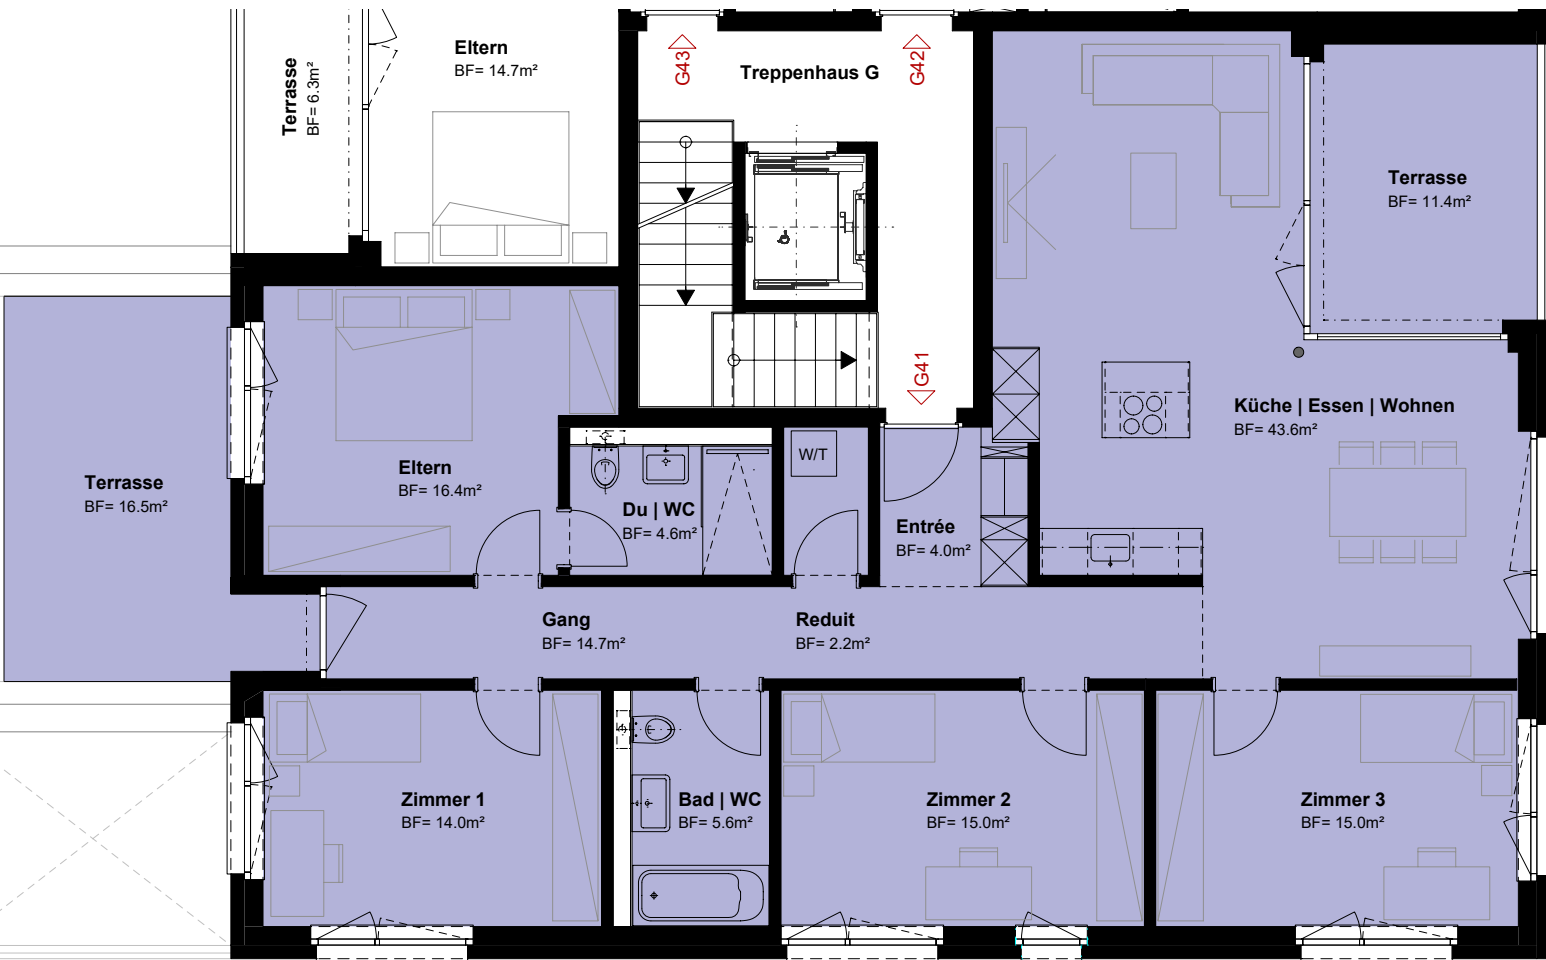 Eltern
BF= 14.7m²
Terrasse
BF= 6.3m²
G43
Treppenhaus G
G42
Terrasse
BF= 11.4m²
G41
Küche | Essen | Wohnen
BF= 43.6m²
Eltern
BF= 16.4m²
W/T
Terrasse
BF= 16.5m²
Du | WC
BF= 4.6m²
Entrée
BF= 4.0m²
Gang
BF= 14.7m²
Reduit
BF= 2.2m²
Zimmer 1
BF= 14.0m²
Bad | WC
BF= 5.6m²
Zimmer 2
BF= 15.0m²
Zimmer 3
BF= 15.0m²